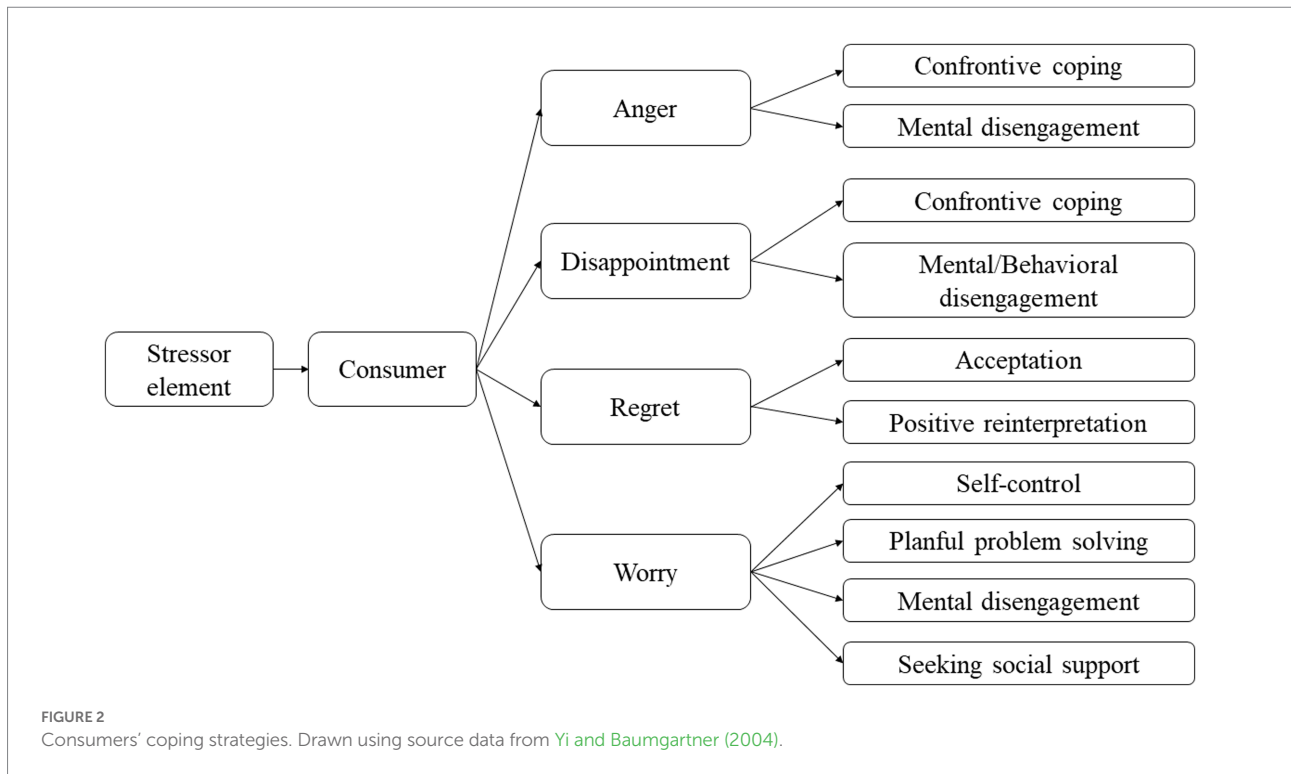 Confrontive coping
Anger
Mental disengagement
Confrontive coping
Disappointment
Mental/Behavioral
disengagement
Stressor
element
Consumer
Acceptation
Regret
Positive reinterpretation
Self-control
Planful problem solving
Worry
Mental disengagement
Seeking social support
FIGURE 2
Consumers’ coping strategies. Drawn using source data from Yi and Baumgartner (2004).